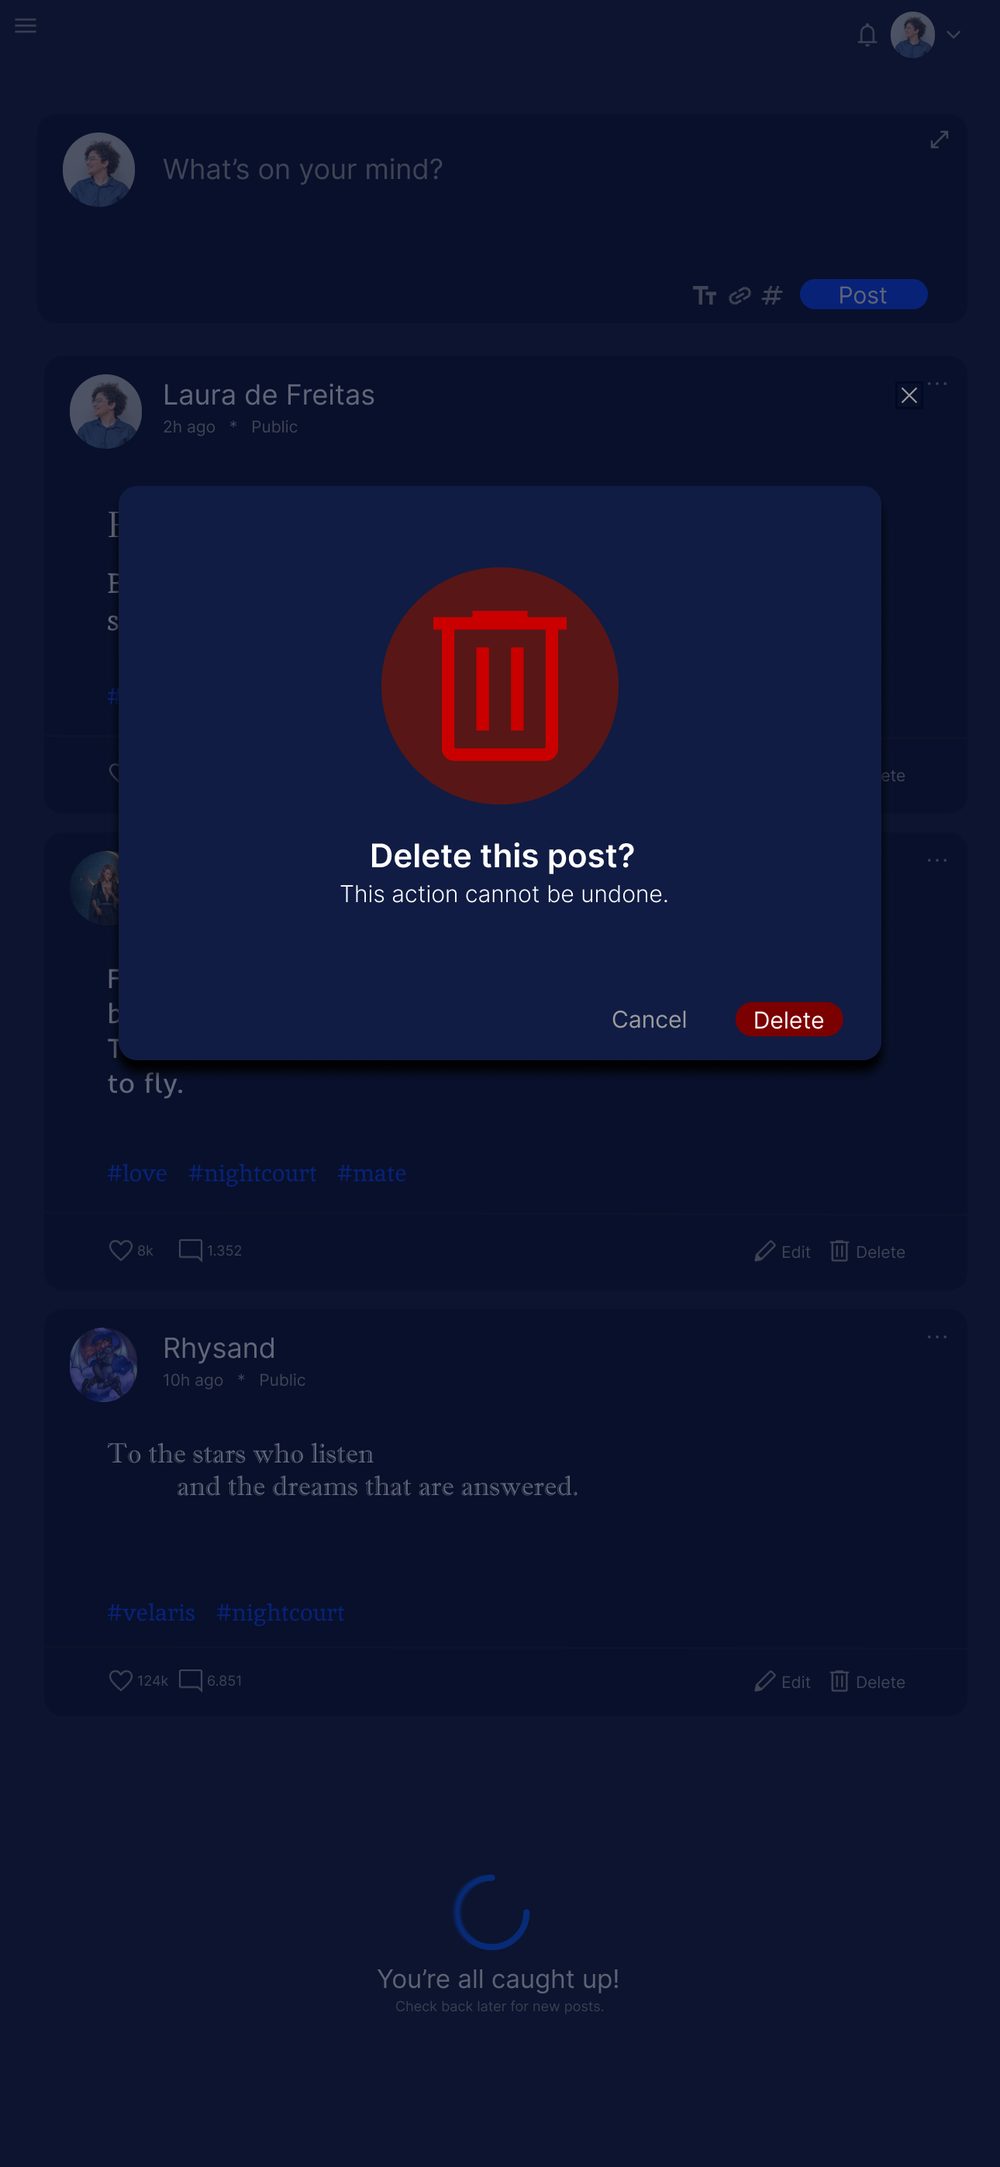 What's on your mind?
Tт
#
Post
Laura de Freitas
2h ago * Public
Delete this post?
This action cannot be undone.
Cancel
Delete
to fly.
#love #nightcourt #mate
8k 1.352 Edit Delete
Rhysand
10h ago * Public
To the stars who listen
and the dreams that are answered.
#velaris #nightcourt
124k 6.851 Edit Delete
You're all caught up!
Check back later for new posts.